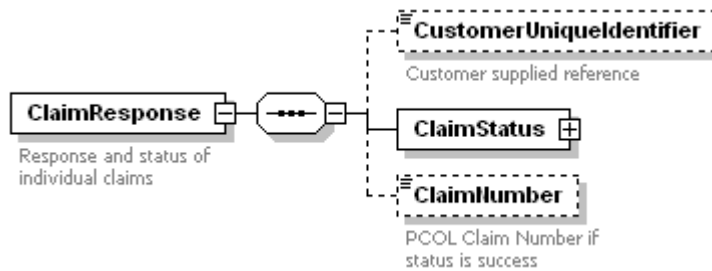 CustomerUniqueIdentifier
Customer supplied reference
ClaimResponse
Response and status of
individual claims
ClaimStatus
ClaimNumber
PCOL Claim Number if
status is success